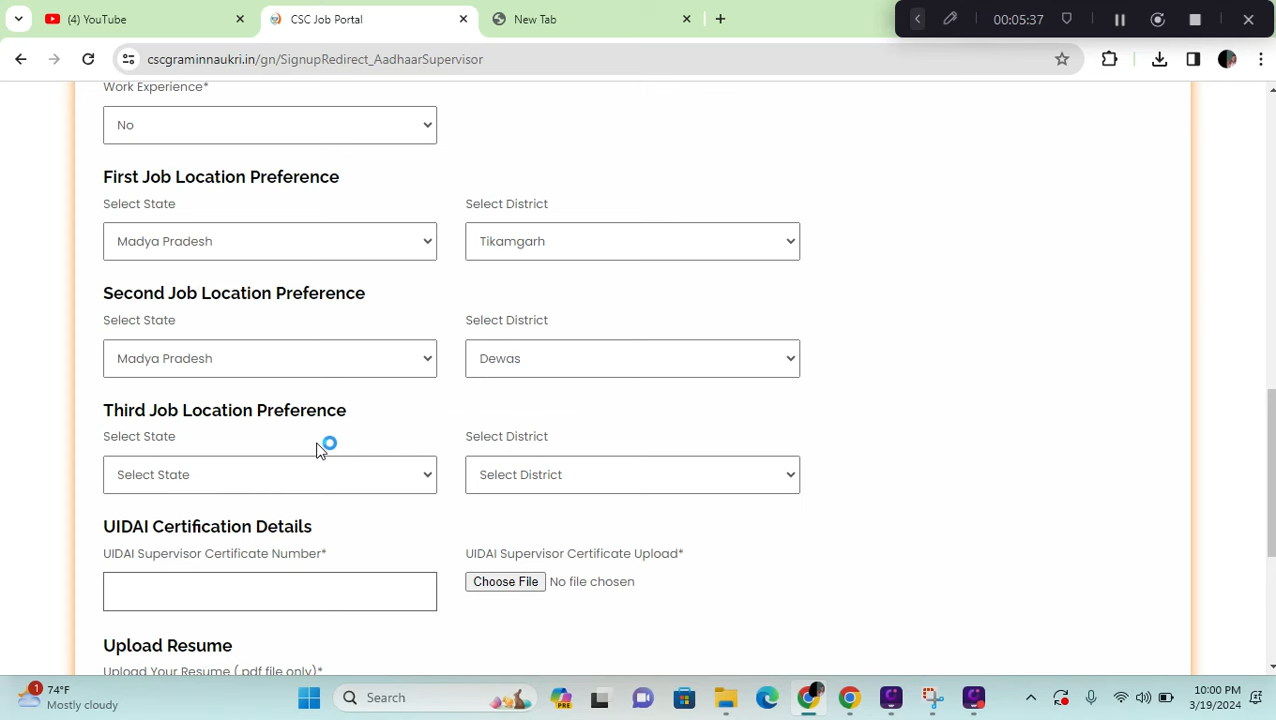 (4) YouTube
CSC Job Portal
New Tab
00:05:37
cscgraminnaukri.in/gn/SignupRedirect_AadhaarSupervisor
Work Experience*
No
First Job Location Preference
Select State
Select District
Madya Pradesh
Tikamgarh
Second Job Location Preference
Select State
Select District
Madya Pradesh
Dewas
Third Job Location Preference
Select State
Select District
Select State
Select District
UIDAI Certification Details
UIDAI Supervisor Certificate Number*
UIDAI Supervisor Certificate Upload*
Choose File No file chosen
Upload Resume
Upload Your Resume (.pdf file only)*
1
74°F
Mostly cloudy
Search
PRE
10:00 PM
3/19/2024